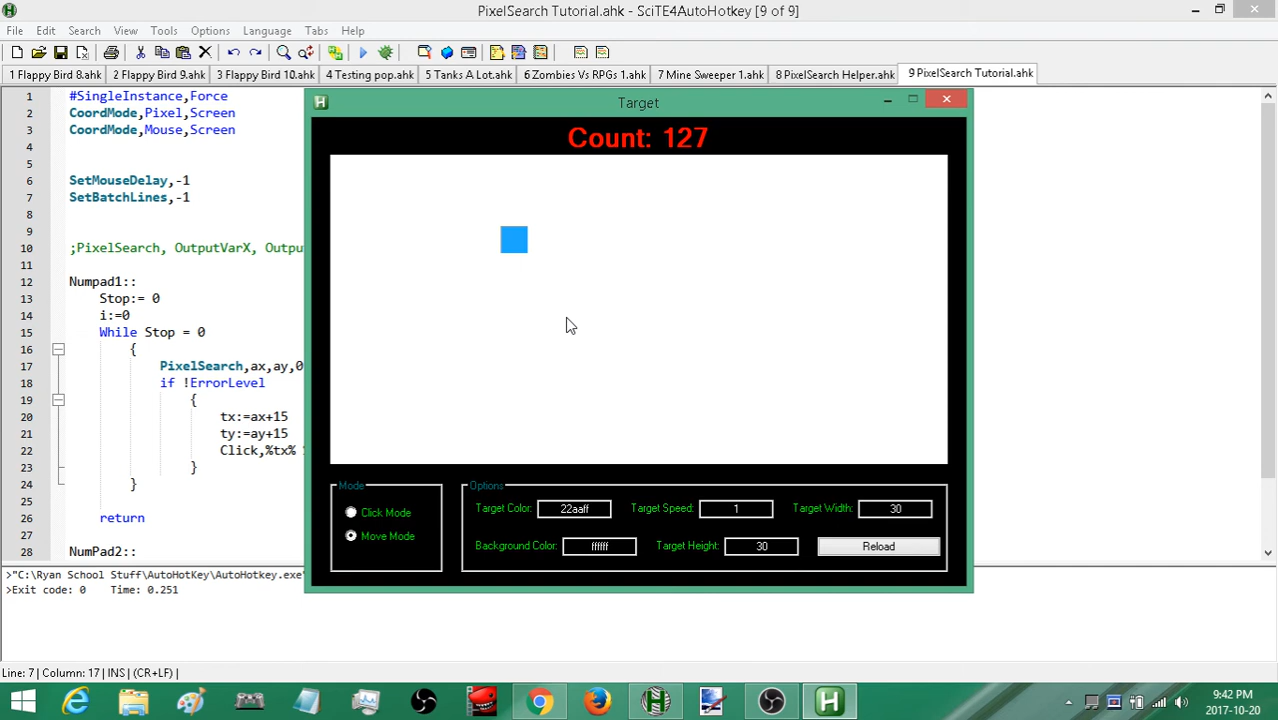 PixelSearch Tutorial.ahk - SciTE4AutoHotkey [9 of 9]
File Edit Search View Tools Options Language Tabs Help
1 Flappy Bird 8.ahk 2 Flappy Bird 9.ahk 3 Flappy Bird 10.ahk 4 Testing pop.ahk 5 Tanks A Lot.ahk 6 Zombies Vs RPGs 1.ahk 7 Mine Sweeper 1.ahk 8 PixelSearch Helper.ahk 9 PixelSearch Tutorial.ahk
1 #SingleInstance,Force
2 CoordMode,Pixel,Screen
3 CoordMode,Mouse,Screen
4
5
6 SetMouseDelay,-1
7 SetBatchLines,-1
8
9
10 ;PixelSearch, OutputVarX, Outpu
11
12 Numpad1::
13 Stop:= 0
14 i:=0
15 While Stop = 0
16 {
17 PixelSearch,ax,ay,0
18 if !ErrorLevel
19 {
20 tx:=ax+15
21 ty:=ay+15
22 Click,%tx%
23 }
24 }
25
26 return
27
28 NumPad2::
Target
Count: 127
Mode
Click Mode
Move Mode
Options
Target Color: 22aaff Target Speed: 1 Target Width: 30
Background Color: ffffff Target Height: 30 Reload
>"C:\Ryan School Stuff\AutoHotKey\AutoHotkey.exe"
>Exit code: 0 Time: 0.251
Line: 7 | Column: 17 | INS | (CR+LF) |
9:42 PM
2017-10-20